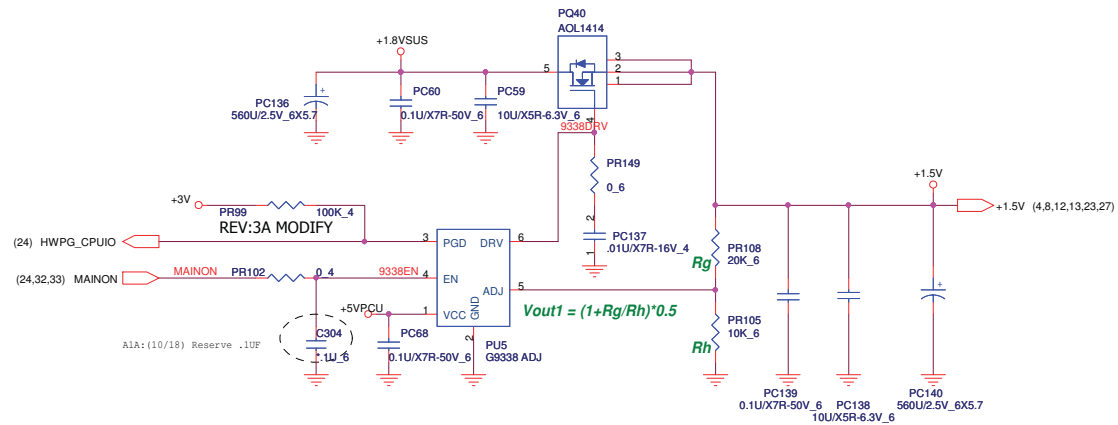 PQ40
AOL1414
+1.8VSUS
5
3
2
1
4
9338DRV
PC136
560U/2.5V_6X5.7
+
PC60
0.1U/X7R-50V_6
PC59
10U/X5R-6.3V_6
PR149
0_6
2
PC137
.01U/X7R-16V_4
1
+3V
PR99
100K_4
REV:3A MODIFY
(24) HWPG_CPUIO
(24,32,33) MAINON
MAINON
PR102
0_4
9338EN
+5VPCU
3
PGD
DRV
6
4
EN
ADJ
5
1
VCC
GND
2
PU5
G9338 ADJ
C304
*.1U_6
A1A:(10/18) Reserve .1UF
PC68
0.1U/X7R-50V_6
Vout1 = (1+Rg/Rh)*0.5
Rg
PR108
20K_6
Rh
PR105
10K_6
+1.5V
+1.5V (4,8,12,13,23,27)
PC139
0.1U/X7R-50V_6
PC138
10U/X5R-6.3V_6
+
PC140
560U/2.5V_6X5.7